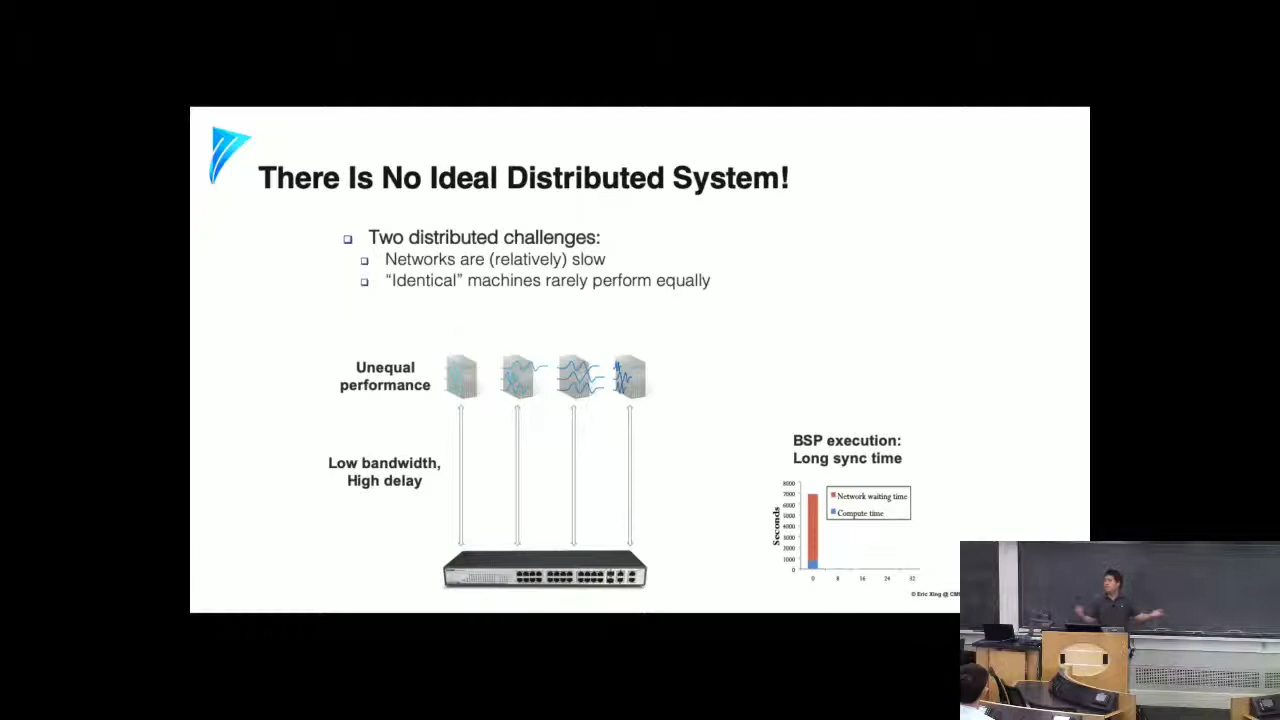 There Is No Ideal Distributed System!
Two distributed challenges:
Networks are (relatively) slow
“Identical” machines rarely perform equally
Unequal
performance
Low bandwidth,
High delay
BSP execution:
Long sync time
8000
7000
6000
5000
4000
3000
2000
1000
0
Seconds
Network waiting time
Compute time
0 8 16 24 32
© Eric Xing @ CM